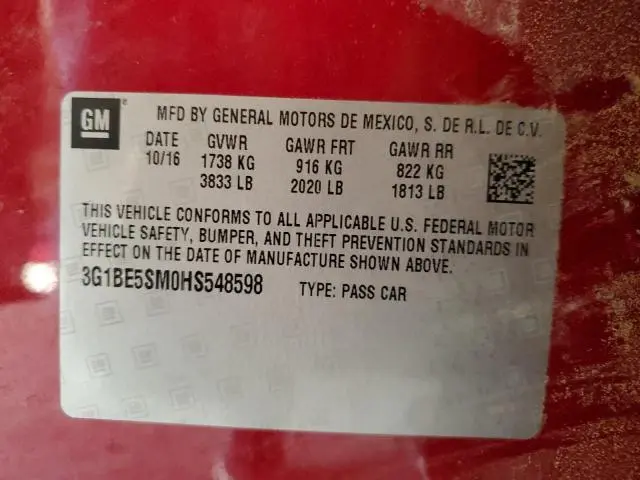 GM®
MFD BY GENERAL MOTORS DE MEXICO, S. DE R.L. DE C.V.
DATE GVWR GAWR FRT GAWR RR
10/16 1738 KG 916 KG 822 KG
3833 LB 2020 LB 1813 LB
THIS VEHICLE CONFORMS TO ALL APPLICABLE U.S. FEDERAL MOTOR
VEHICLE SAFETY, BUMPER, AND THEFT PREVENTION STANDARDS IN
EFFECT ON THE DATE OF MANUFACTURE SHOWN ABOVE.
3G1BE5SM0HS548598 TYPE: PASS CAR